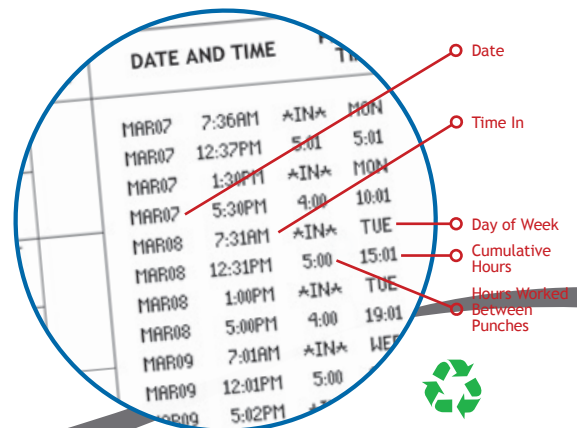 DATE AND TIME
MAR07 7:36AM *IN* MON
MAR07 12:37PM 5:01 5:01
MAR07 1:30PM *IN* MON
MAR07 5:30PM 4:00 10:01
MAR08 7:31AM *IN* TUE
MAR08 12:31PM 5:00 15:01
MAR08 1:00PM *IN* TUE
MAR08 5:00PM 4:00 19:01
MAR09 7:01AM *IN*
MAR09 12:01PM 5:00
5:02PM
Date
Time In
Day of Week
Cumulative
Hours
Hours Worked
Between
Punches